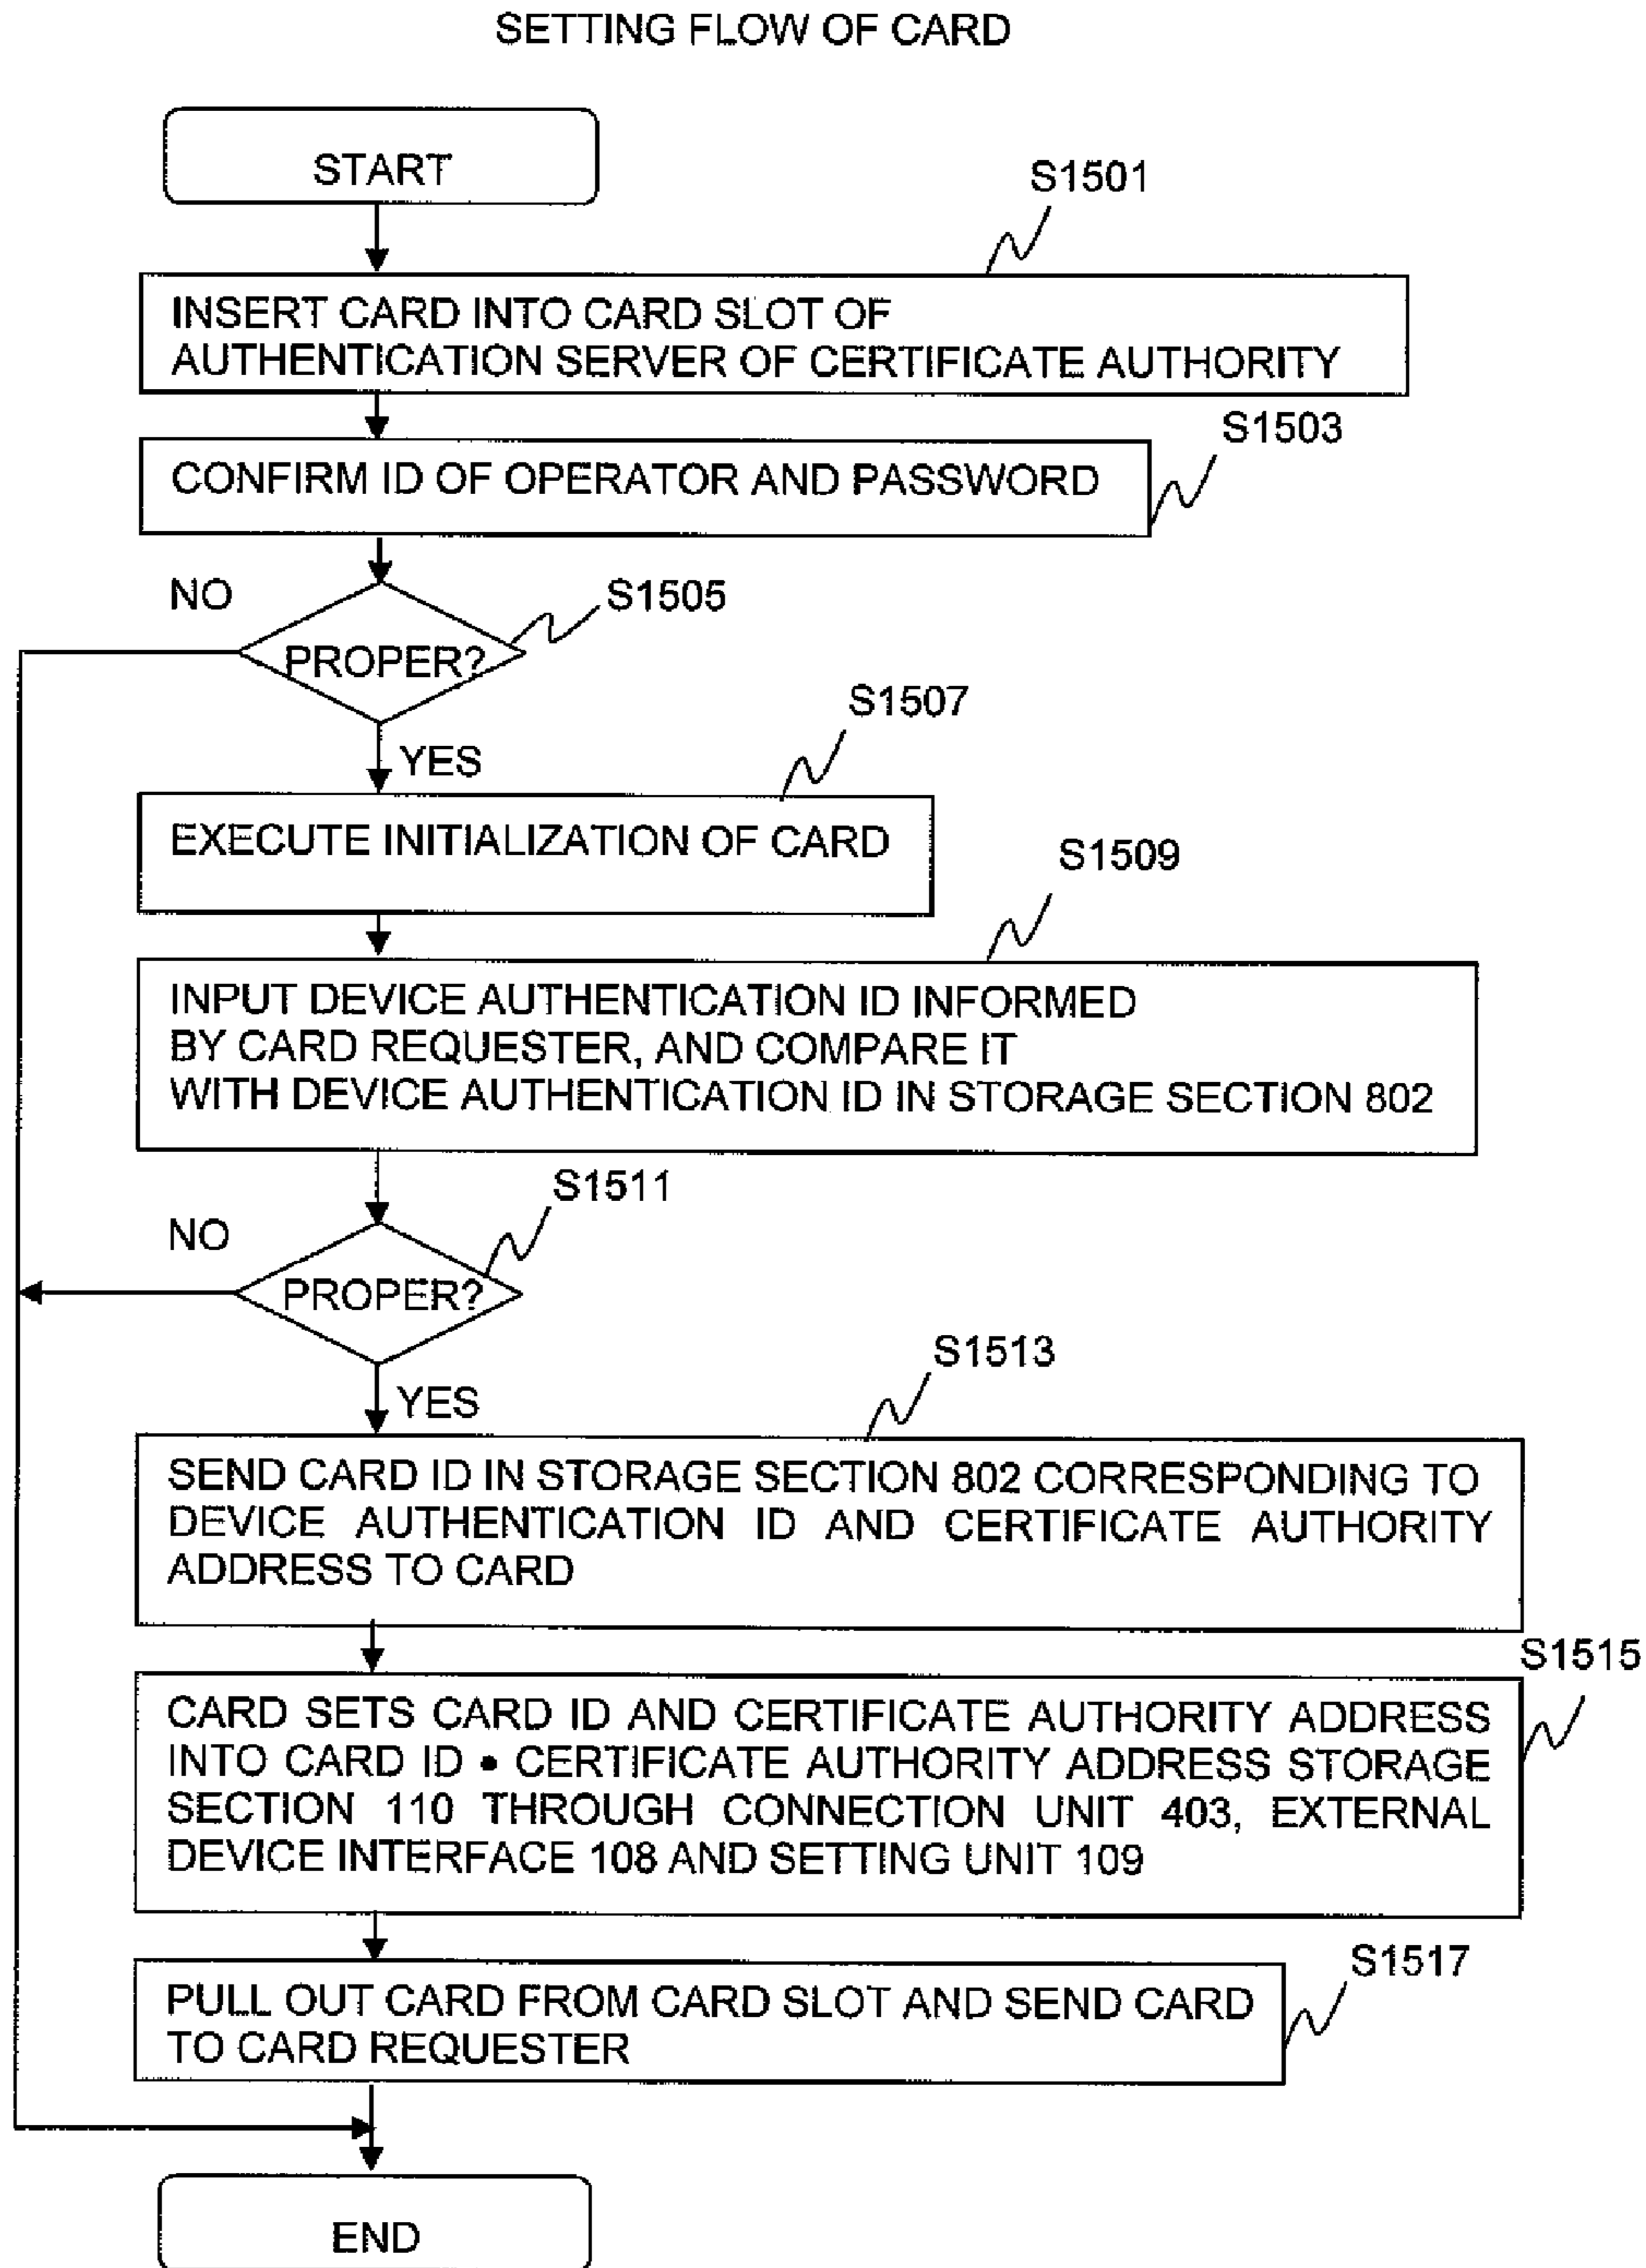 SETTING FLOW OF CARD
START
S1501
INSERT CARD INTO CARD SLOT OF
AUTHENTICATION SERVER OF CERTIFICATE AUTHORITY
S1503
CONFIRM ID OF OPERATOR AND PASSWORD
NO
S1505
PROPER?
S1507
YES
EXECUTE INITIALIZATION OF CARD
S1509
INPUT DEVICE AUTHENTICATION ID INFORMED
BY CARD REQUESTER, AND COMPARE IT
WITH DEVICE AUTHENTICATION ID IN STORAGE SECTION 802
S1511
NO
PROPER?
S1513
YES
SEND CARD ID IN STORAGE SECTION 802 CORRESPONDING TO
DEVICE AUTHENTICATION ID AND CERTIFICATE AUTHORITY
ADDRESS TO CARD
S1515
CARD SETS CARD ID AND CERTIFICATE AUTHORITY ADDRESS
INTO CARD ID • CERTIFICATE AUTHORITY ADDRESS STORAGE
SECTION 110 THROUGH CONNECTION UNIT 403, EXTERNAL
DEVICE INTERFACE 108 AND SETTING UNIT 109
S1517
PULL OUT CARD FROM CARD SLOT AND SEND CARD
TO CARD REQUESTER
END